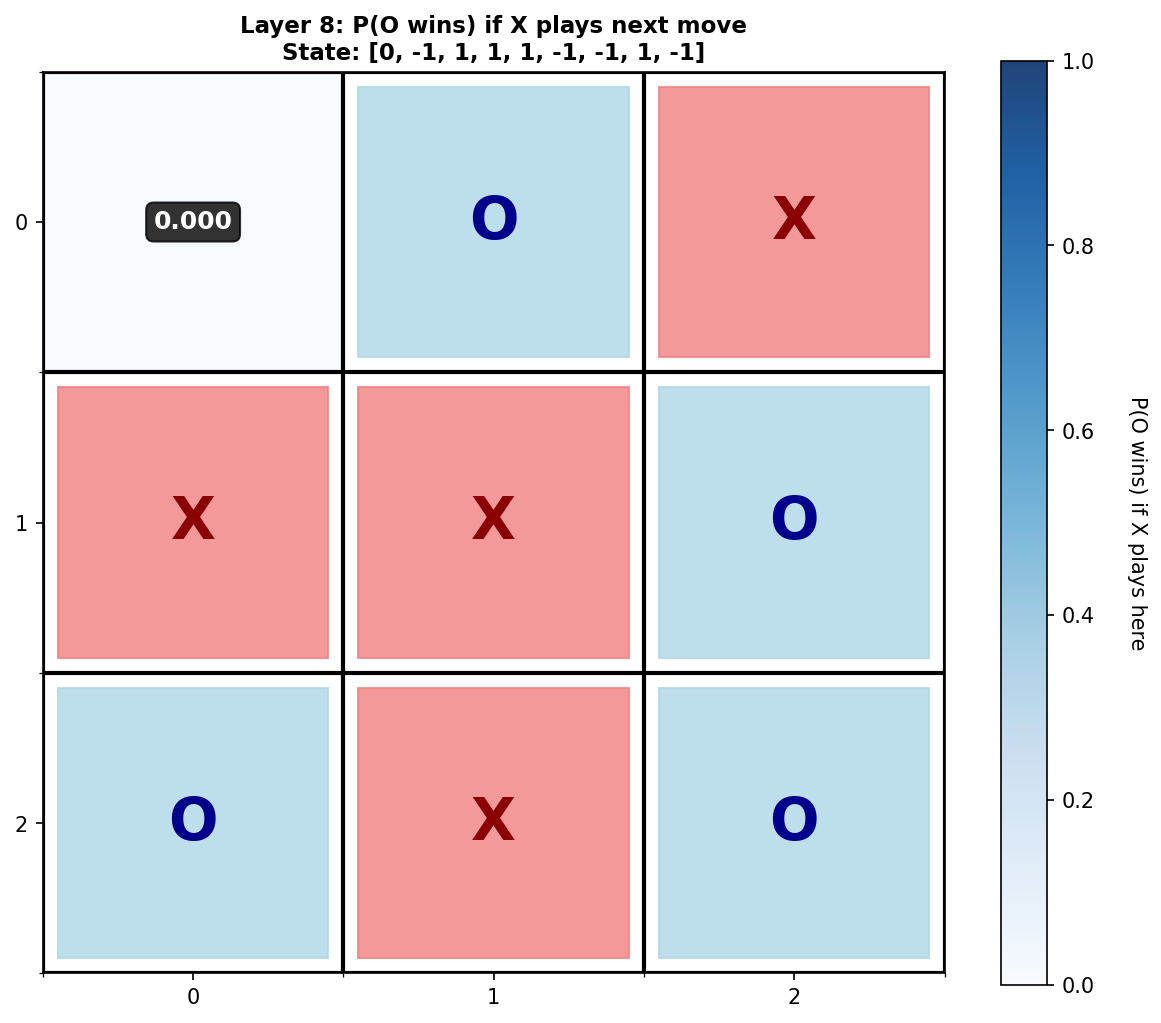 Layer 8: P(O wins) if X plays next move
State: [0, -1, 1, 1, 1, -1, -1, 1, -1]
0.000
O
X
X
X
O
O
X
O
0
1
2
0
1
2
1.0
0.8
0.6
0.4
0.2
0.0
P(O wins) if X plays here